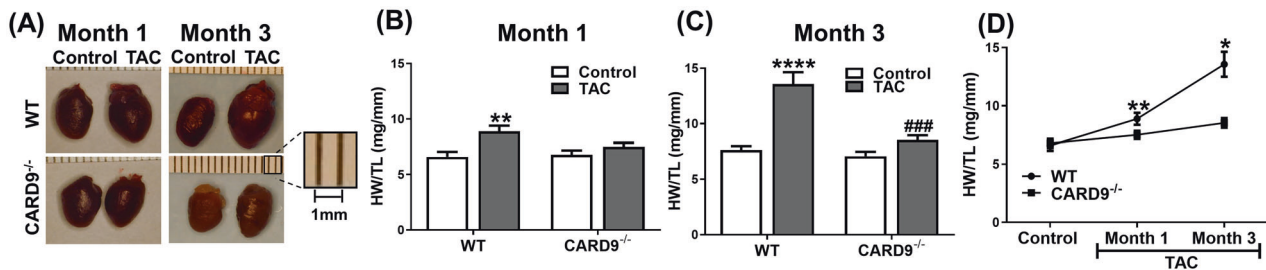 (A)
Month 1
Month 3
Control TAC
Control TAC
WT
CARD9-/-
1mm
(B)
Month 1
Control
TAC
HW/TL (mg/mm)
15
10
5
0
**
WT
CARD9-/-
(C)
Month 3
Control
TAC
HW/TL (mg/mm)
15
10
5
0
****
###
WT
CARD9-/-
(D)
HW/TL (mg/mm)
15
10
5
0
**
*
WT
CARD9-/-
Control
Month 1
Month 3
TAC